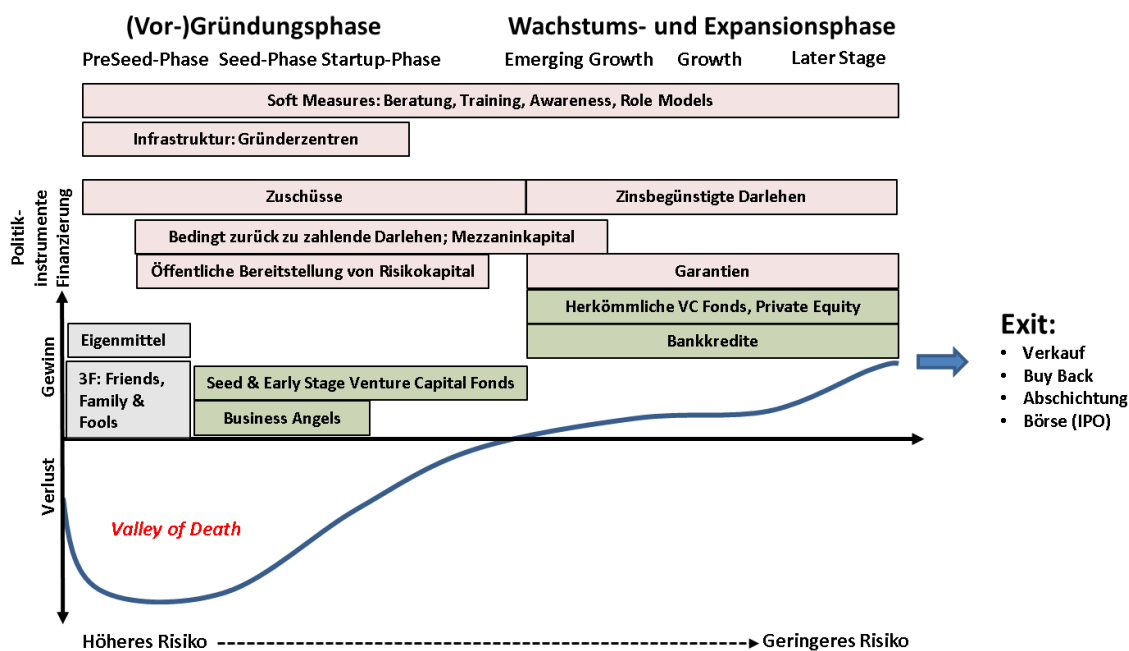 (Vor-)Gründungsphase
Wachstums- und Expansionsphase
PreSeed-Phase
Seed-Phase
Startup-Phase
Emerging Growth
Growth
Later Stage
Soft Measures: Beratung, Training, Awareness, Role Models
Infrastruktur: Gründerzentren
Politik-
instrumente
Finanzierung
Zuschüsse
Zinsbegünstigte Darlehen
Bedingt zurück zu zahlende Darlehen; Mezzaninkapital
Öffentliche Bereitstellung von Risikokapital
Garantien
Herkömmliche VC Fonds, Private Equity
Bankkredite
Gewinn
Eigenmittel
3F: Friends,
Family &
Fools
Seed & Early Stage Venture Capital Fonds
Business Angels
Exit:
• Verkauf
• Buy Back
• Abschichtung
• Börse (IPO)
Verlust
Valley of Death
Höheres Risiko
Geringeres Risiko